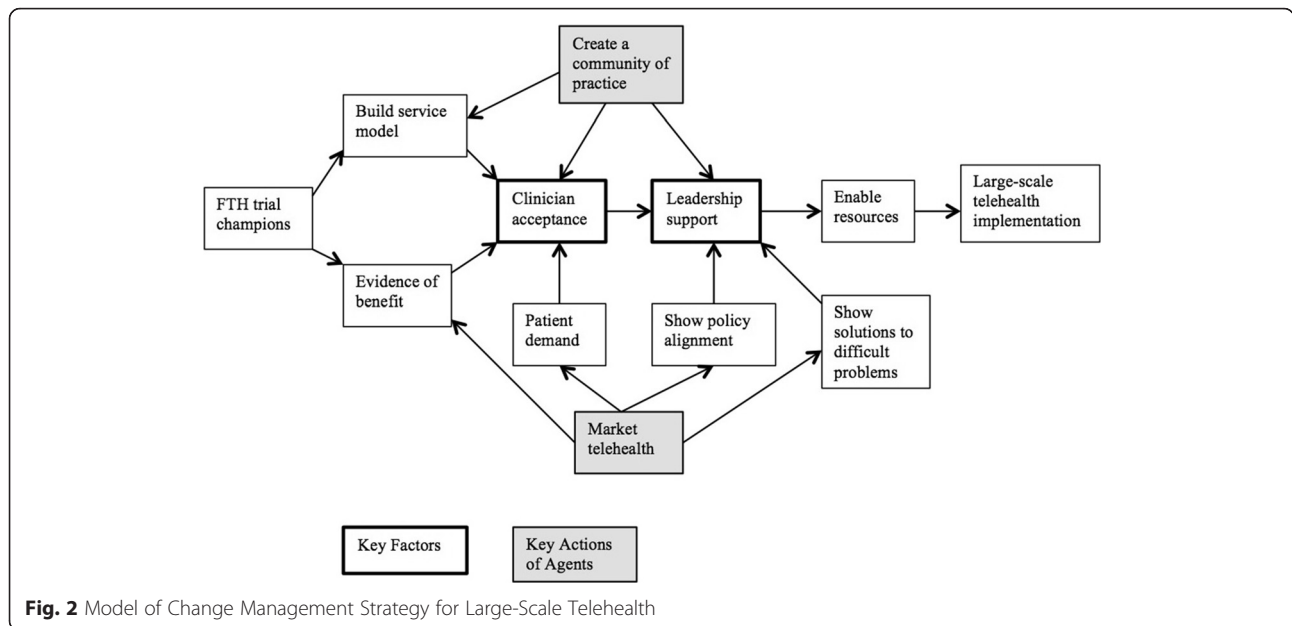 Create a
community of
practice
Build service
model
FTH trial
champions
Clinician
acceptance
Leadership
support
Enable
resources
Large-scale
telehealth
implementation
Evidence of
benefit
Patient
demand
Show policy
alignment
Show
solutions to
difficult
problems
Market
telehealth
Key Factors
Key Actions
of Agents
Fig. 2 Model of Change Management Strategy for Large-Scale Telehealth